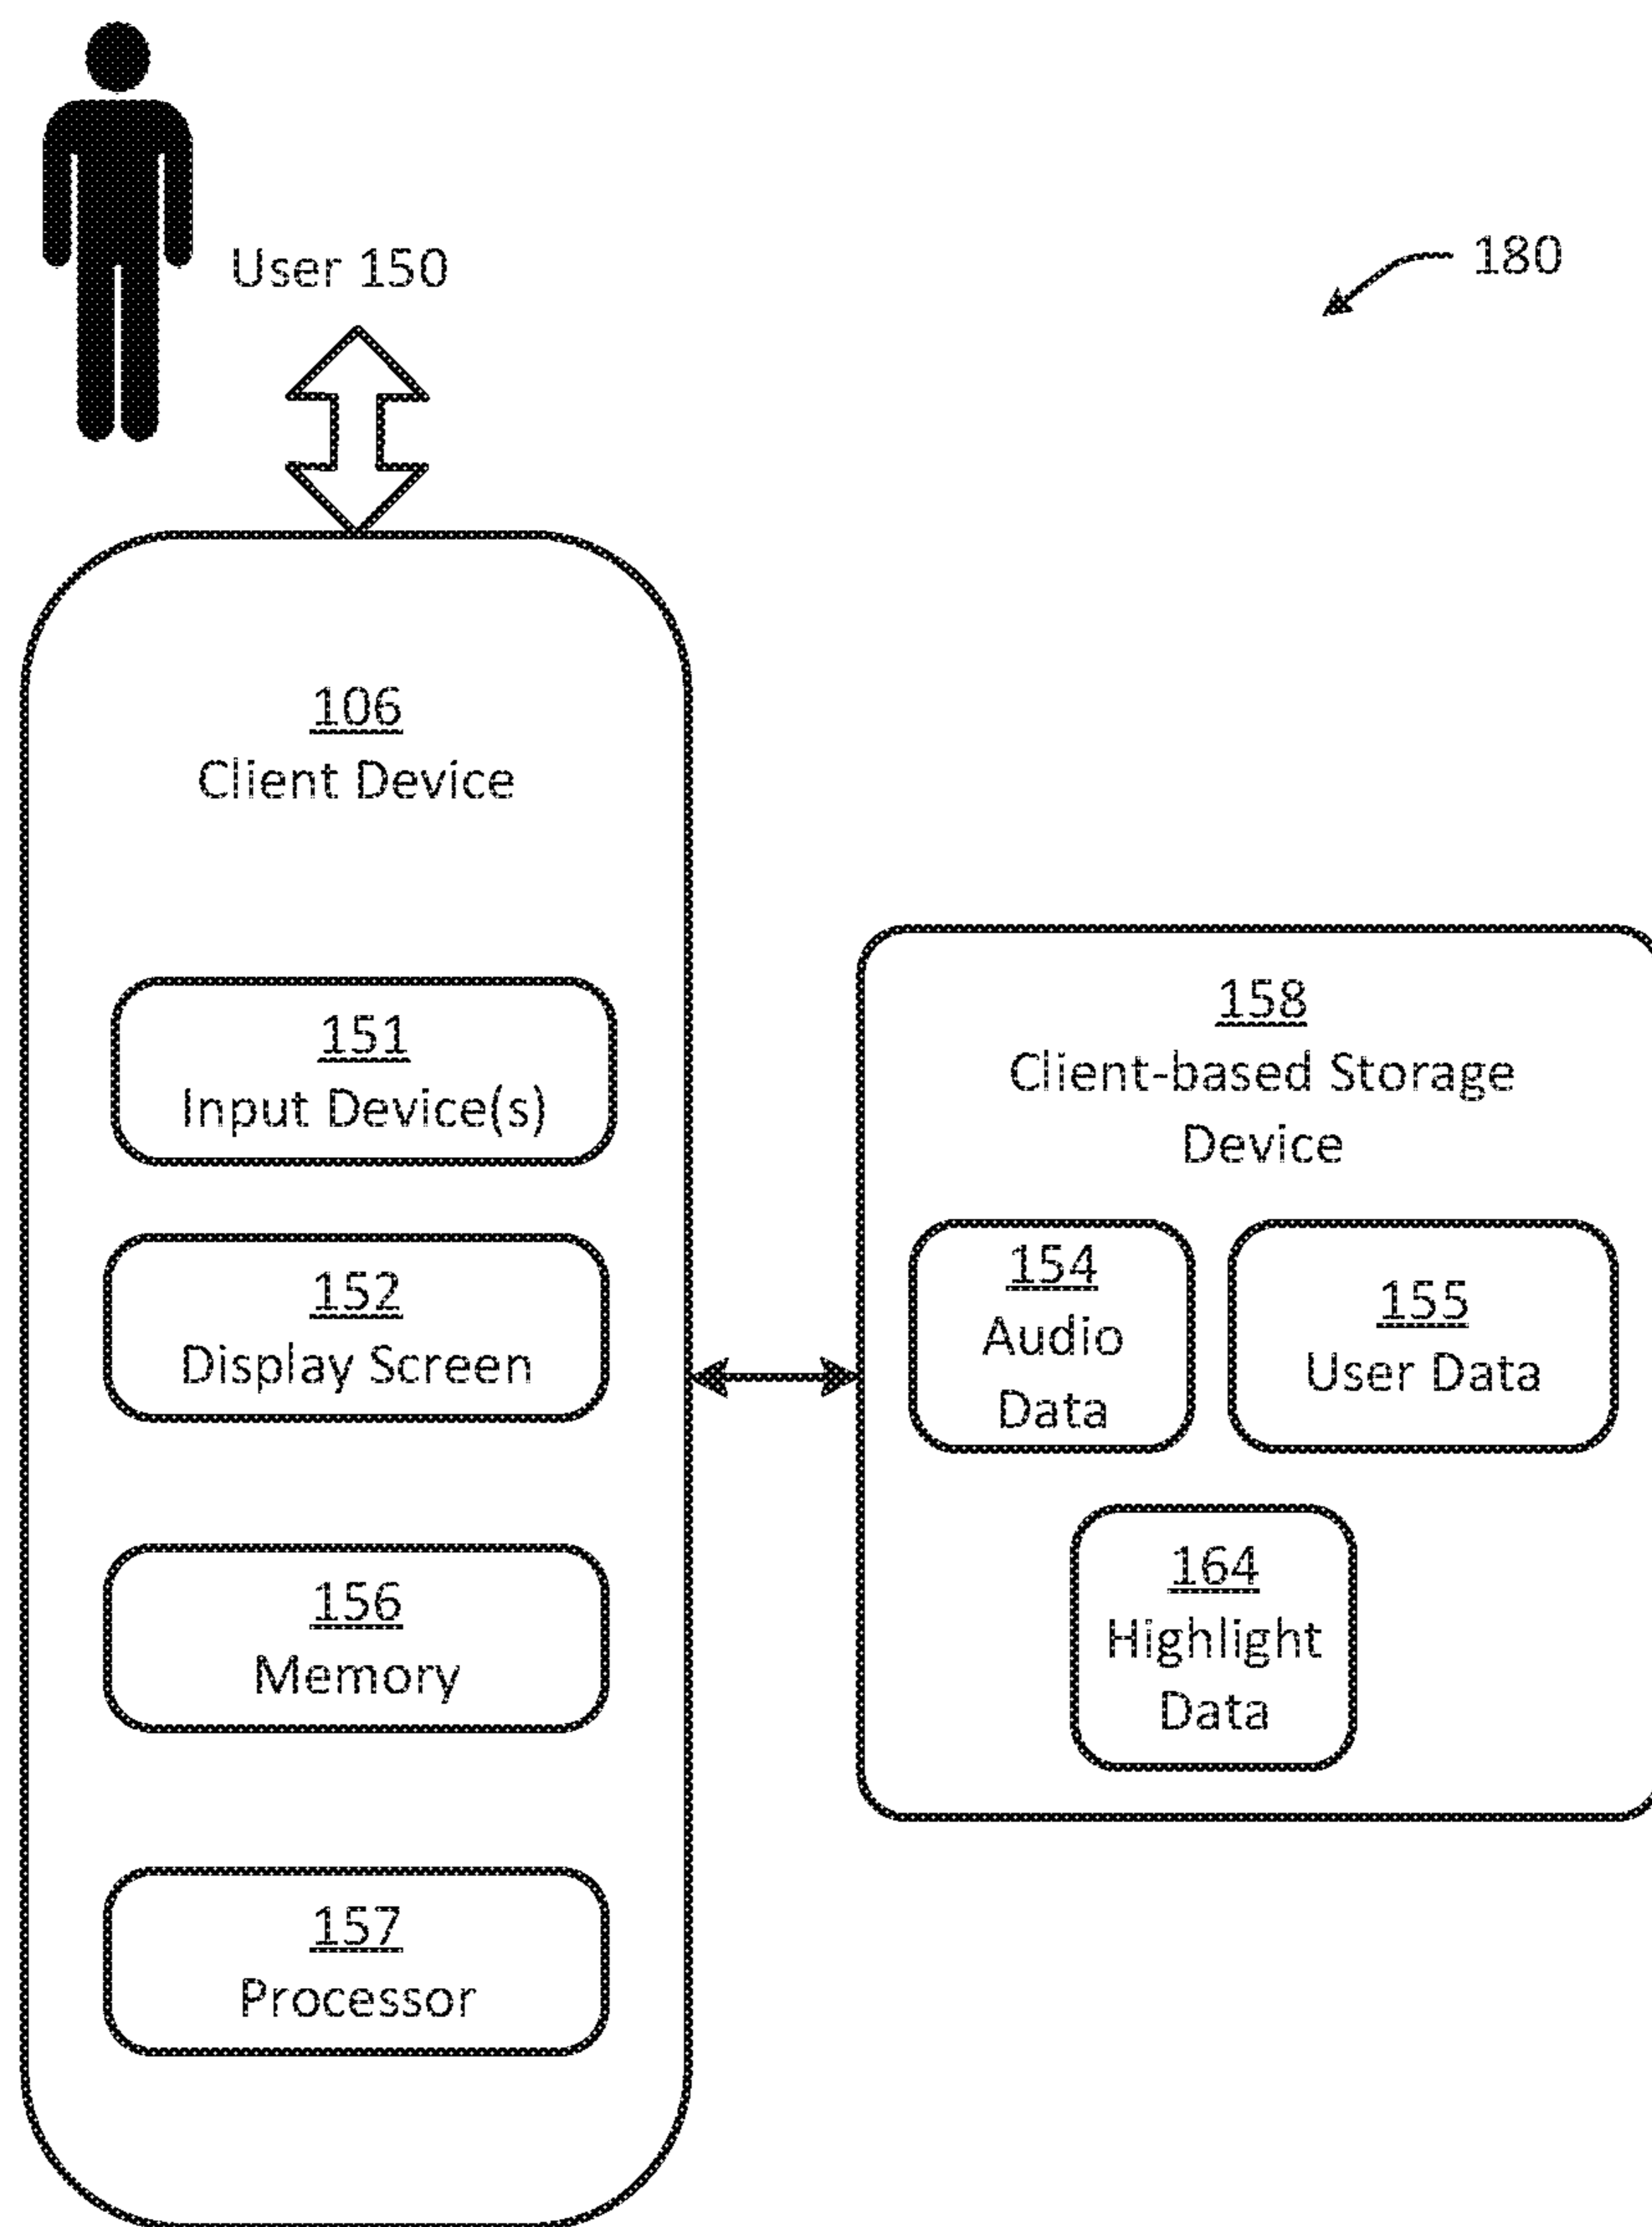 User 150
180
106
Client Device
151
Input Device(s)
152
Display Screen
156
Memory
157
Processor
158
Client-based Storage
Device
154
Audio
Data
155
User Data
164
Highlight
Data